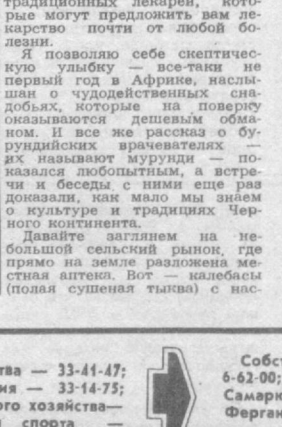 традиционных лекарей, кото-
рые могут предложить вам ле-
карство почти от любой бо-
лезни.
Я позволяю себе скептичес-
кую улыбку — все-таки не
первый год в Африке, наслы-
шан о чудодейственных сна-
добьях, которые на поверку
оказываются дешевым обма-
ном. И все же рассказ о бу-
рундийских врачевателях —
их называют мурунди — по-
казался любопытным, а встре-
чи и беседы с ними еще раз
доказали, как мало мы знаем
о культуре и традициях Чер-
ного континента.
Давайте заглянем на не-
большой сельский рынок, где
прямо на земле разложена ме-
стная аптека. Вот — калебасы
(полая сушеная тыква) с нас-
тва — 33-41-47;
ия — 33-14-75;
ого хозяйства—
спорта —
Собст
6-62-00;
Самарк
Ферган